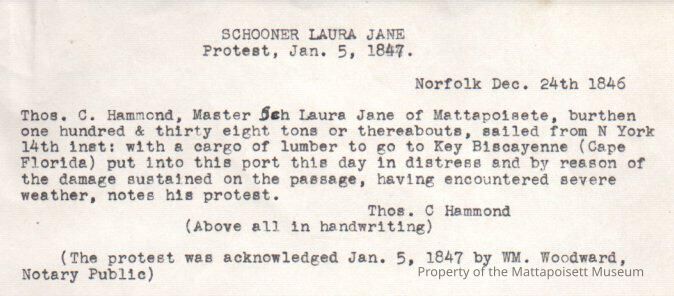 SCHOONER LAURA JANE
Protest, Jan. 5, 1847.
Norfolk Dec. 24th 1846
Thos. C. Hammond, Master Sch Laura Jane of Mattapoisete, burthen
one hundred & thirty eight tons or thereabouts, sailed from N York
14th inst: with a cargo of lumber to go to Key Biscayenne (Cape
Florida) put into this port this day in distress and by reason of
the damage sustained on the passage, having encountered severe
weather, notes his protest.
Thos. C Hammond
(Above all in handwriting)
(The protest was acknowledged Jan. 5, 1847 by WM. Woodward,
Notary Public)
Property of the Mattapoisett Museum